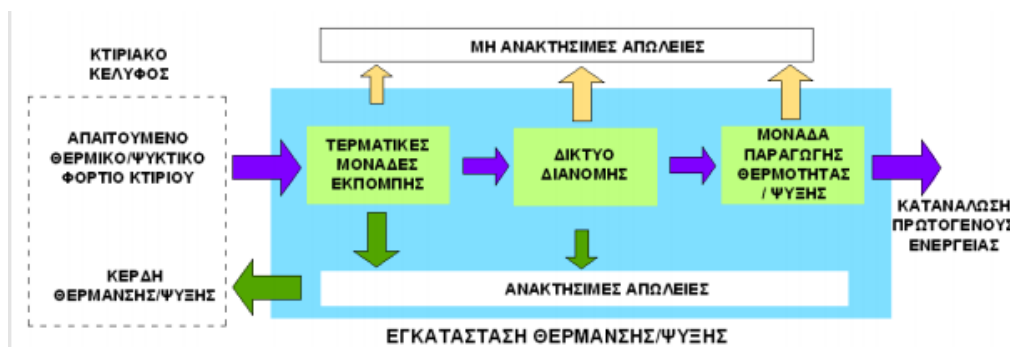 ΚΤΙΡΙΑΚΟ
ΚΕΛΥΦΟΣ
ΜΗ ΑΝΑΚΤΗΣΙΜΕΣ ΑΠΩΛΕΙΕΣ
ΑΠΑΙΤΟΥΜΕΝΟ
ΘΕΡΜΙΚΟ/ΨΥΚΤΙΚΟ
ΦΟΡΤΙΟ ΚΤΙΡΙΟΥ
ΤΕΡΜΑΤΙΚΕΣ
ΜΟΝΑΔΕΣ
ΕΚΠΟΜΠΗΣ
ΔΙΚΤΥΟ
ΔΙΑΝΟΜΗΣ
ΜΟΝΑΔΑ
ΠΑΡΑΓΩΓΗΣ
ΘΕΡΜΟΤΗΤΑΣ
/ ΨΥΞΗΣ
ΚΑΤΑΝΑΛΩΣΗ
ΠΡΩΤΟΓΕΝΟΥΣ
ΕΝΕΡΓΕΙΑΣ
ΚΕΡΔΗ
ΘΕΡΜΑΝΣΗΣ/ΨΥΞΗΣ
ΑΝΑΚΤΗΣΙΜΕΣ ΑΠΩΛΕΙΕΣ
ΕΓΚΑΤΑΣΤΑΣΗ ΘΕΡΜΑΝΣΗΣ/ΨΥΞΗΣ